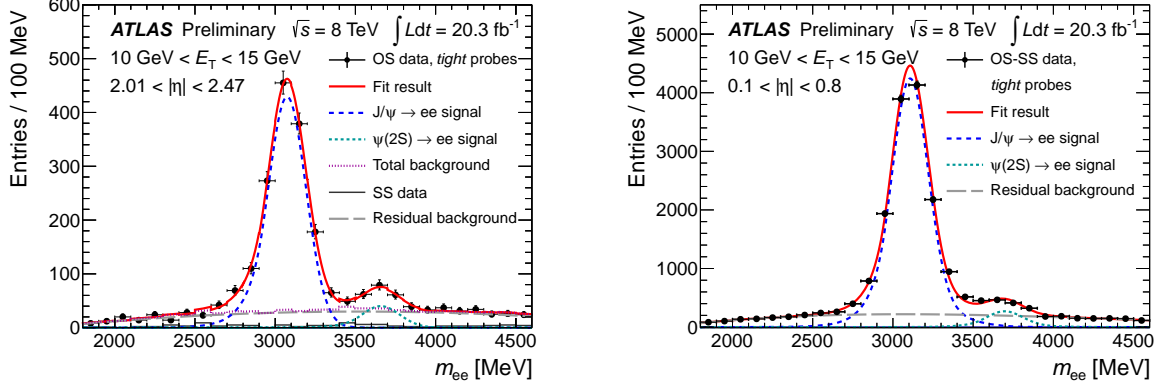 Entries / 100 MeV
600
500
400
300
200
100
0
ATLAS Preliminary √s = 8 TeV ∫ Ldt = 20.3 fb⁻¹
10 GeV < E_T < 15 GeV
2.01 < |η| < 2.47
OS data, tight probes
Fit result
J/ψ → ee signal
ψ(2S) → ee signal
Total background
SS data
Residual background
2000 2500 3000 3500 4000 4500
m_ee [MeV]
Entries / 100 MeV
5000
4000
3000
2000
1000
0
ATLAS Preliminary √s = 8 TeV ∫ Ldt = 20.3 fb⁻¹
10 GeV < E_T < 15 GeV
0.1 < |η| < 0.8
OS-SS data,
tight probes
Fit result
J/ψ → ee signal
ψ(2S) → ee signal
Residual background
2000 2500 3000 3500 4000 4500
m_ee [MeV]